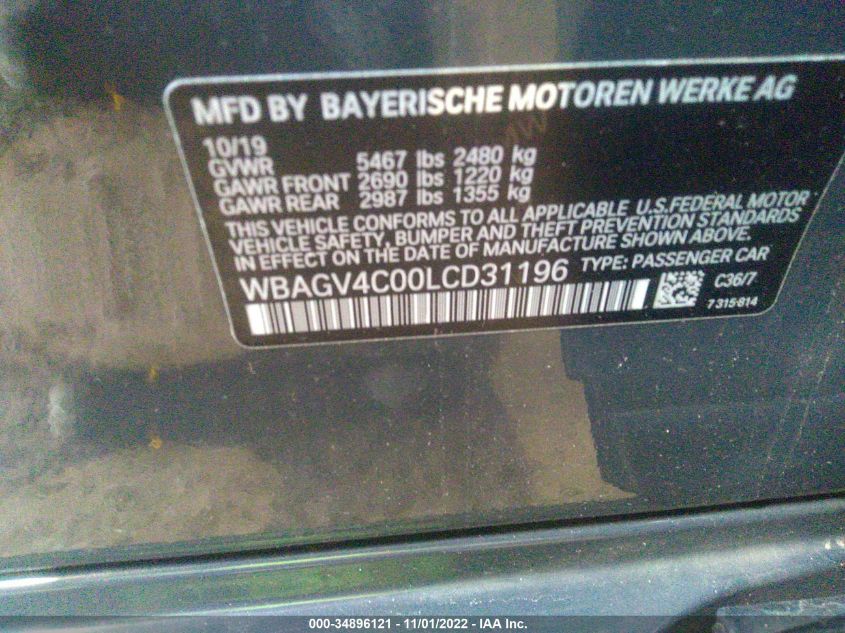 MFD BY BAYERISCHE MOTOREN WERKE AG
10/19
GVWR 5467 lbs 2480 kg
GAWR FRONT 2690 lbs 1220 kg
GAWR REAR 2987 lbs 1355 kg
THIS VEHICLE CONFORMS TO ALL APPLICABLE U.S.FEDERAL MOTOR
VEHICLE SAFETY, BUMPER AND THEFT PREVENTION STANDARDS
IN EFFECT ON THE DATE OF MANUFACTURE SHOWN ABOVE.
WBAGV4C00LCD31196 TYPE: PASSENGER CAR
C36/7
7 315-814
000-34896121 - 11/01/2022 - IAA Inc.